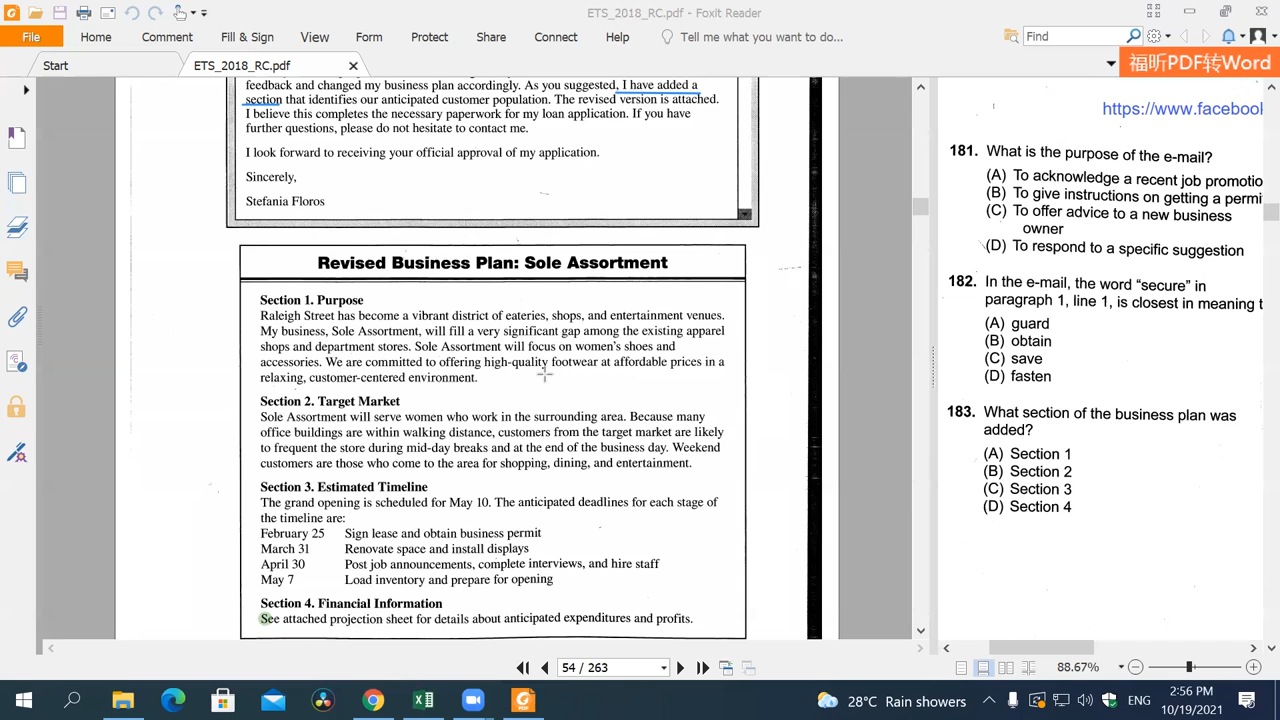 ETS_2018_RC.pdf - Foxit Reader
File Home Comment Fill & Sign View Form Protect Share Connect Help Tell me what you want to do... Find
Start ETS_2018_RC.pdf
福昕PDF转Word
feedback and changed my business plan accordingly. As you suggested, I have added a
section that identifies our anticipated customer population. The revised version is attached.
I believe this completes the necessary paperwork for my loan application. If you have
further questions, please do not hesitate to contact me.
I look forward to receiving your official approval of my application.
Sincerely,
Stefania Floros
Revised Business Plan: Sole Assortment
Section 1. Purpose
Raleigh Street has become a vibrant district of eateries, shops, and entertainment venues.
My business, Sole Assortment, will fill a very significant gap among the existing apparel
shops and department stores. Sole Assortment will focus on women's shoes and
accessories. We are committed to offering high-quality footwear at affordable prices in a
relaxing, customer-centered environment.
Section 2. Target Market
Sole Assortment will serve women who work in the surrounding area. Because many
office buildings are within walking distance, customers from the target market are likely
to frequent the store during mid-day breaks and at the end of the business day. Weekend
customers are those who come to the area for shopping, dining, and entertainment.
Section 3. Estimated Timeline
The grand opening is scheduled for May 10. The anticipated deadlines for each stage of
the timeline are:
February 25 Sign lease and obtain business permit
March 31 Renovate space and install displays
April 30 Post job announcements, complete interviews, and hire staff
May 7 Load inventory and prepare for opening
Section 4. Financial Information
See attached projection sheet for details about anticipated expenditures and profits.
https://www.facebook
181. What is the purpose of the e-mail?
(A) To acknowledge a recent job promotio
(B) To give instructions on getting a permi
(C) To offer advice to a new business
owner
(D) To respond to a specific suggestion
182. In the e-mail, the word “secure” in
paragraph 1, line 1, is closest in meaning t
(A) guard
(B) obtain
(C) save
(D) fasten
183. What section of the business plan was
added?
(A) Section 1
(B) Section 2
(C) Section 3
(D) Section 4
54 / 263
88.67%
28°C Rain showers
ENG
2:56 PM
10/19/2021